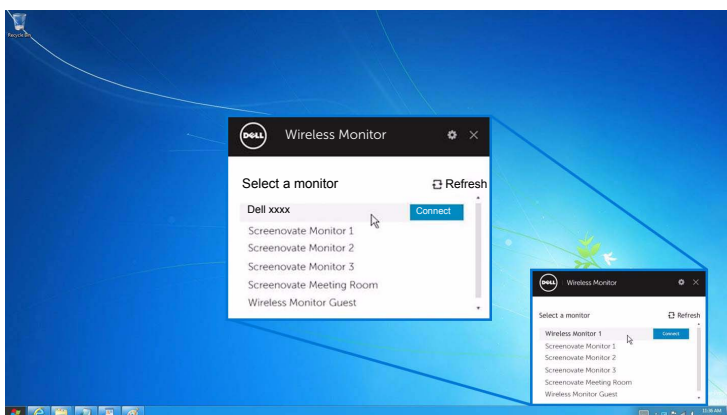 Recycle Bin
DELL
Wireless Monitor
Select a monitor
Refresh
Dell xxxx
Connect
Screenovate Monitor 1
Screenovate Monitor 2
Screenovate Monitor 3
Screenovate Meeting Room
Wireless Monitor Guest
DELL
Wireless Monitor
Select a monitor
Refresh
Wireless Monitor 1
Connect
Screenovate Monitor 1
Screenovate Monitor 2
Screenovate Monitor 3
Screenovate Meeting Room
Wireless Monitor Guest